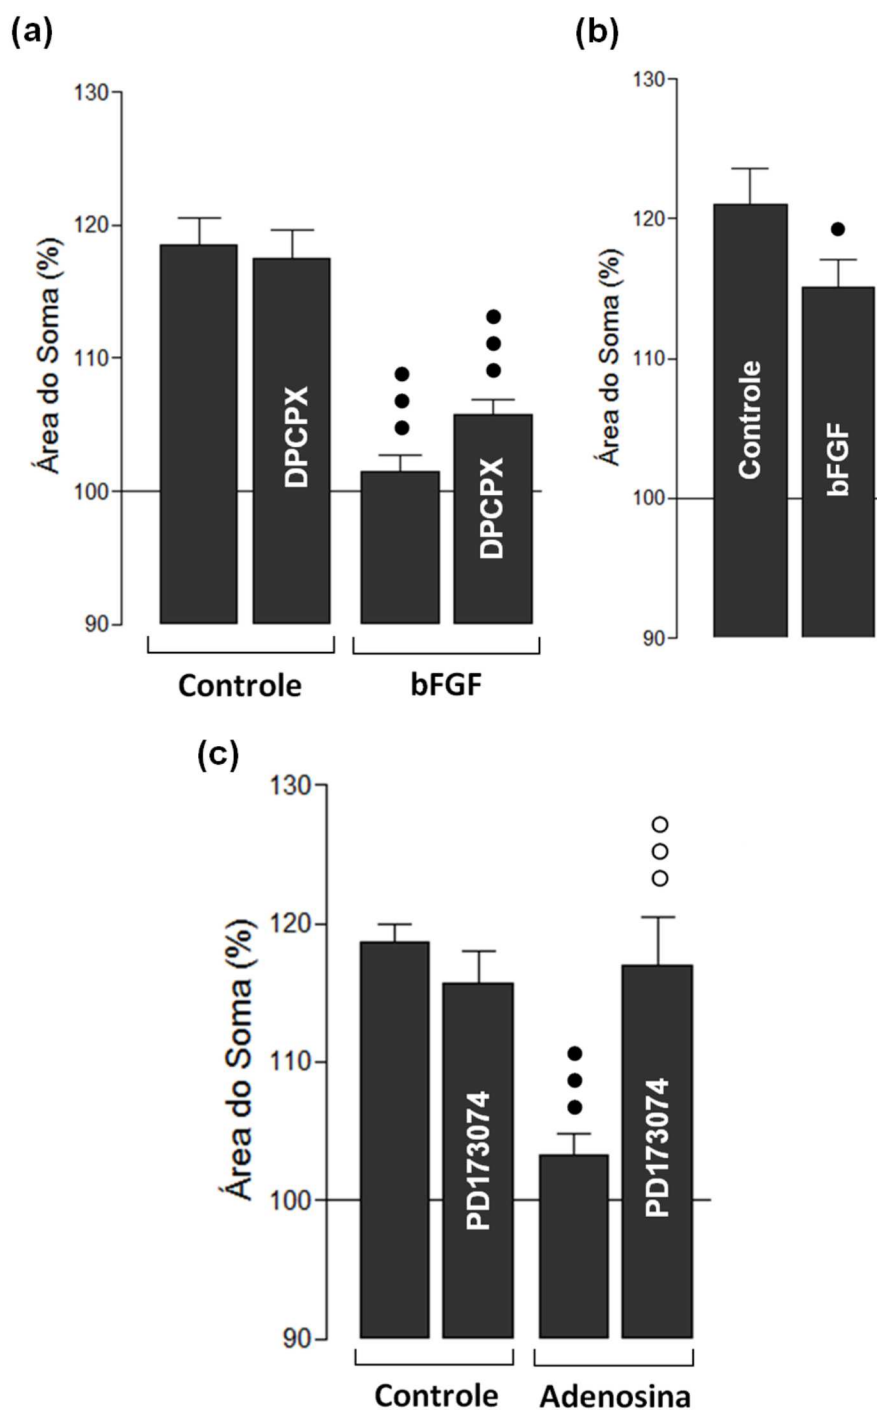 (a)
130
120
110
100
90
Área do Soma (%)
DPCPX
DPCPX
Controle
bFGF
(b)
130
120
110
100
90
Área do Soma (%)
Controle
bFGF
(c)
130
120
110
100
90
Área do Soma (%)
PD173074
PD173074
Controle
Adenosina